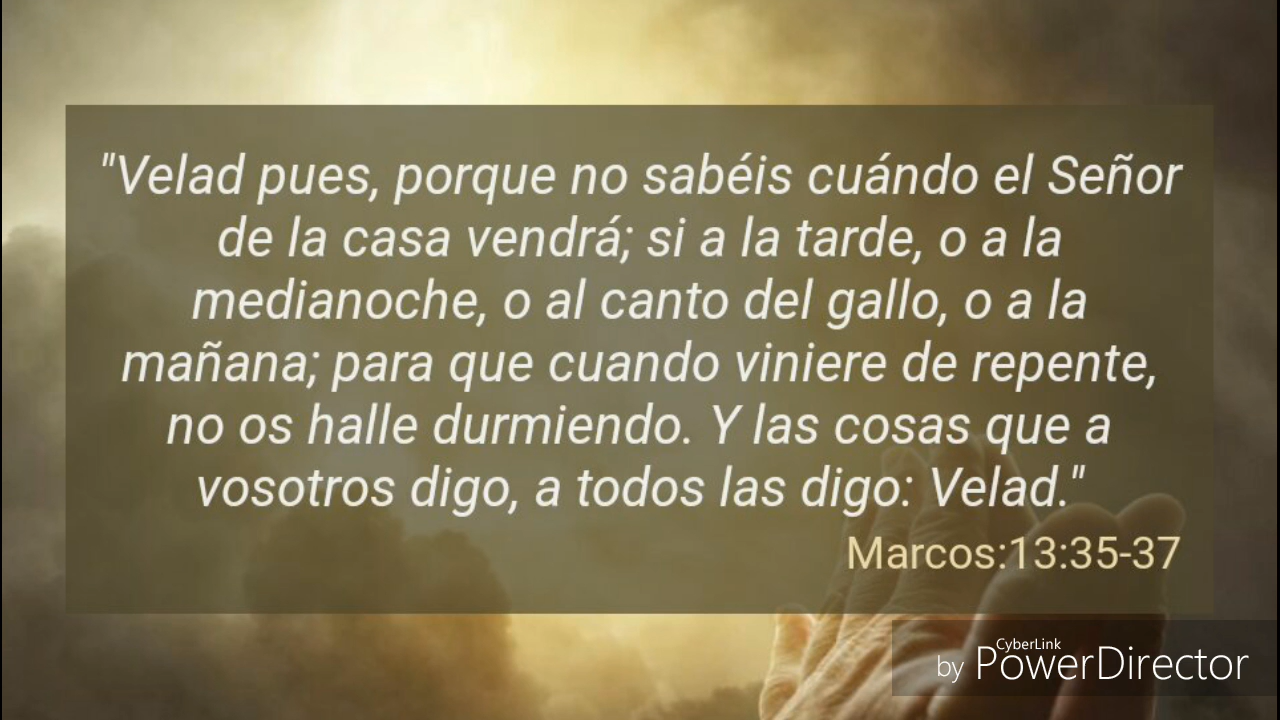 "Velad pues, porque no sabéis cuándo el Señor
de la casa vendrá; si a la tarde, o a la
medianoche, o al canto del gallo, o a la
mañana; para que cuando viniere de repente,
no os halle durmiendo. Y las cosas que a
vosotros digo, a todos las digo: Velad."
Marcos:13:35-37
CyberLink
by PowerDirector